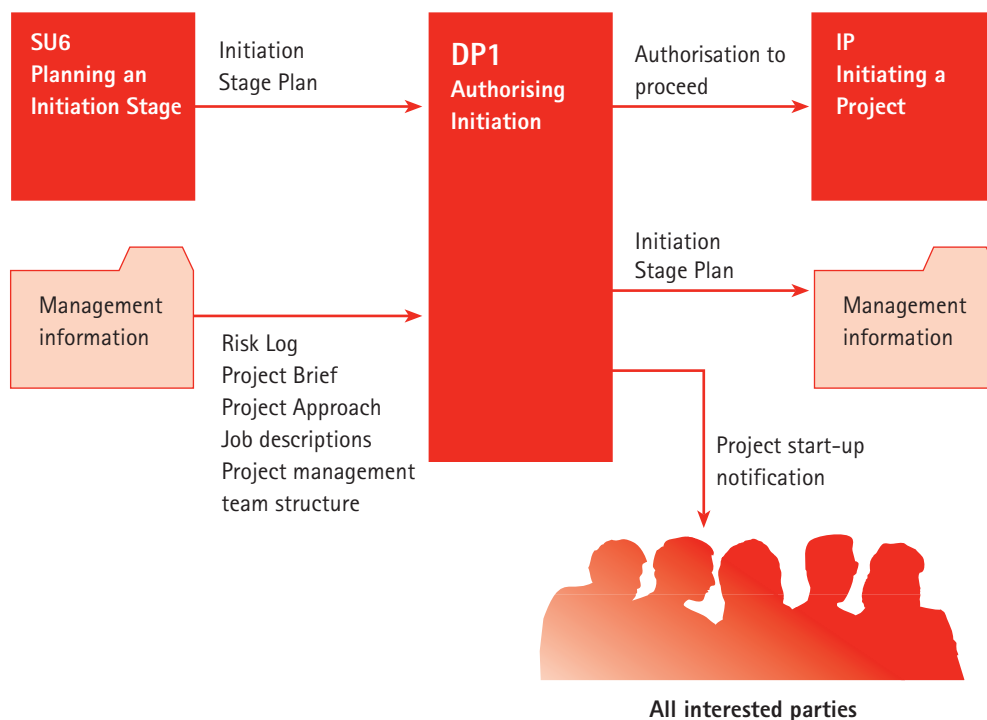 SU6
Planning an
Initiation Stage
Initiation
Stage Plan
DP1
Authorising
Initiation
Authorisation to
proceed
IP
Initiating a
Project
Management
information
Risk Log
Project Brief
Project Approach
Job descriptions
Project management
team structure
Initiation
Stage Plan
Management
information
Project start-up
notification
All interested parties